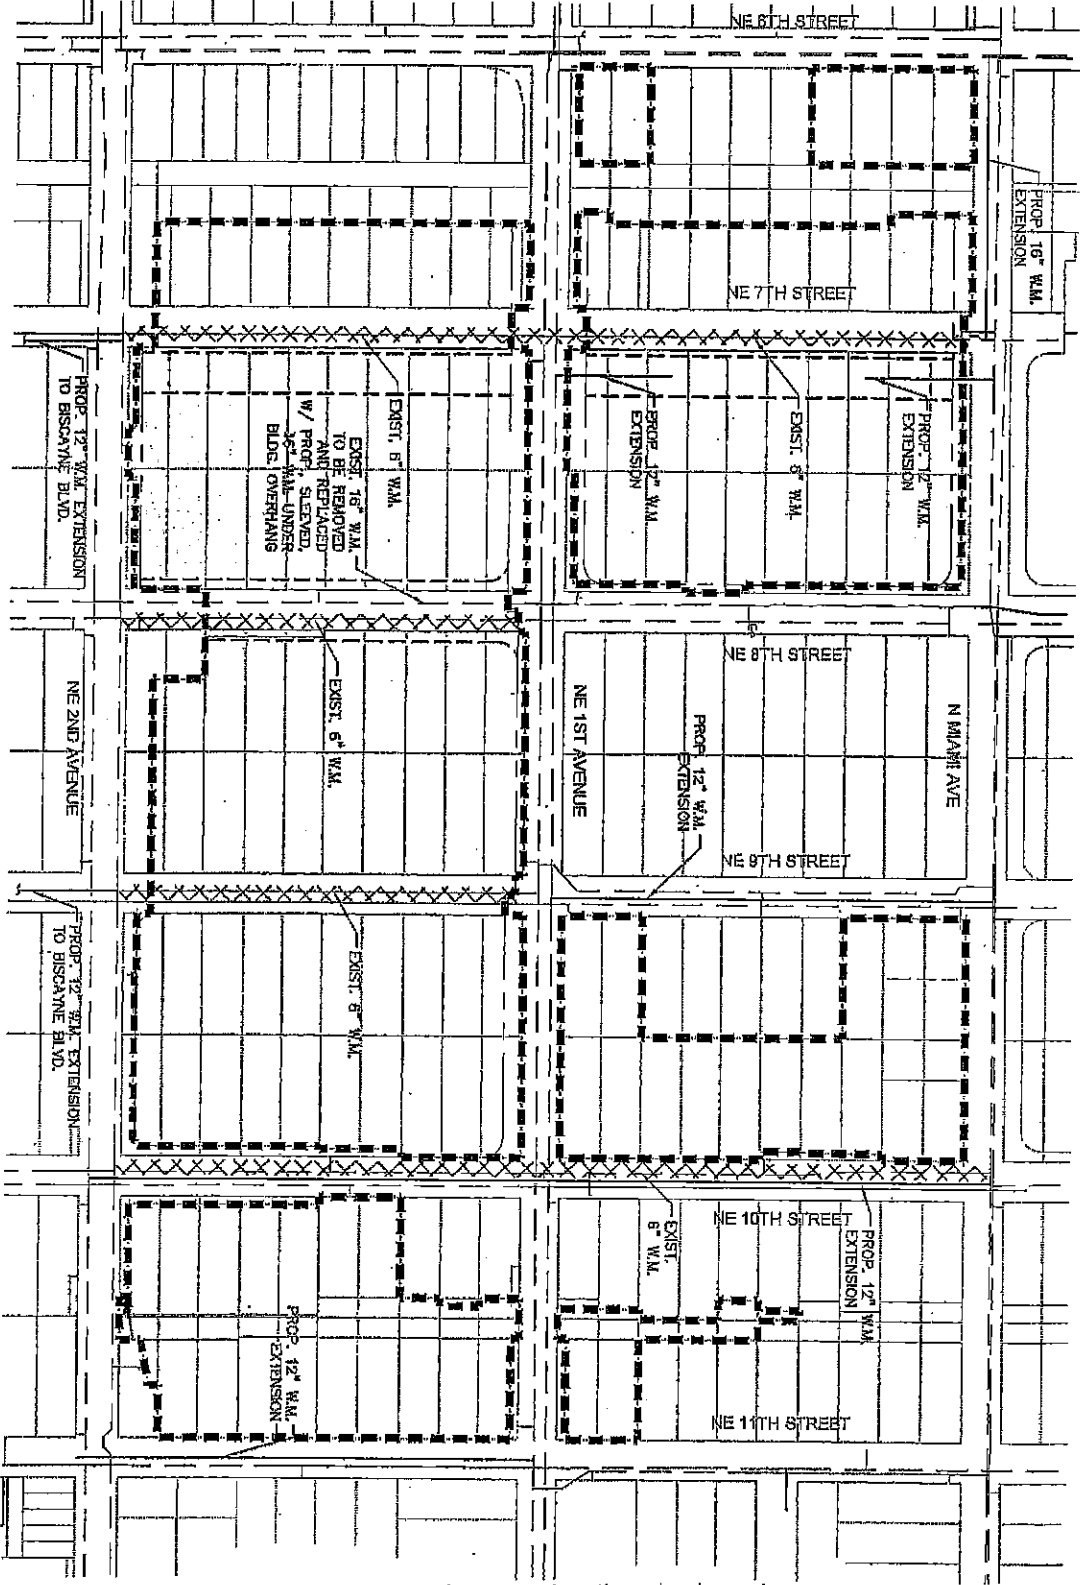 NE 6TH STREET
PROP. 16" W.M.
EXTENSION
NE 7TH STREET
PROP. 12" W.M. EXTENSION
TO BISCAYNE BLVD.
EXIST. 6" W.M.
EXIST. 16" W.M.
TO BE REMOVED
AND REPLACED
W/ PROP. SLEEVED,
16" W.M. UNDER
BLDG. OVERHANG
PROP. 12" W.M.
EXTENSION
EXIST. 6" W.M.
PROP. 12" W.M.
EXTENSION
NE 8TH STREET
NE 2ND AVENUE
EXIST. 6" W.M.
NE 1ST AVENUE
PROP. 12" W.M.
EXTENSION
N MIAMI AVE
NE 9TH STREET
PROP. 12" W.M. EXTENSION
TO BISCAYNE BLVD.
EXIST. 6" W.M.
NE 10TH STREET
EXIST.
6" W.M.
PROP. 12" W.M.
EXTENSION
PROP. 12" W.M.
EXTENSION
NE 11TH STREET